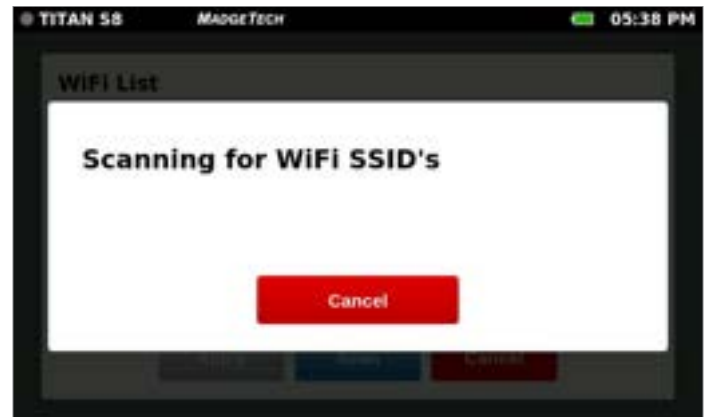 TITAN S8 MADGETECH 05:38 PM
WiFi List
Scanning for WiFi SSID's
Cancel
Cancel